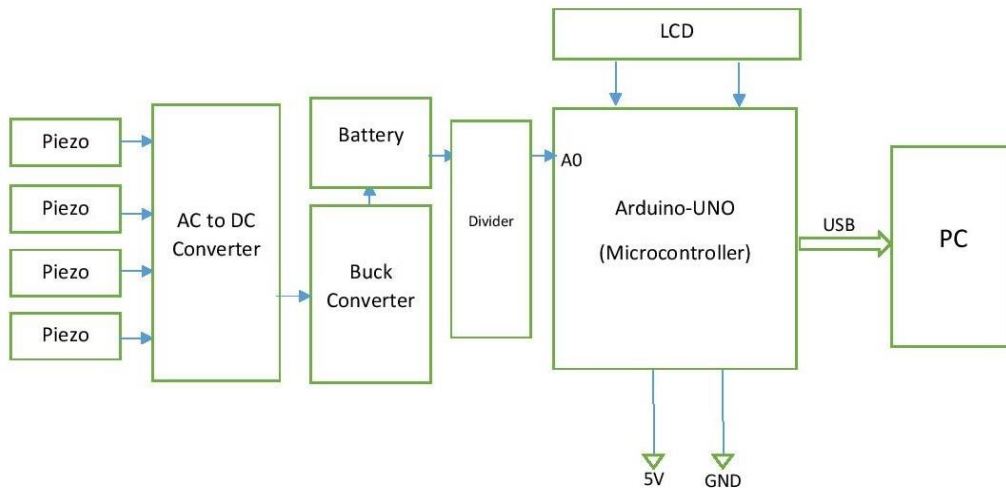 LCD
Piezo
Piezo
Piezo
Piezo
AC to DC
Converter
Battery
Buck
Converter
Divider
A0
Arduino-UNO
(Microcontroller)
USB
PC
5V
GND